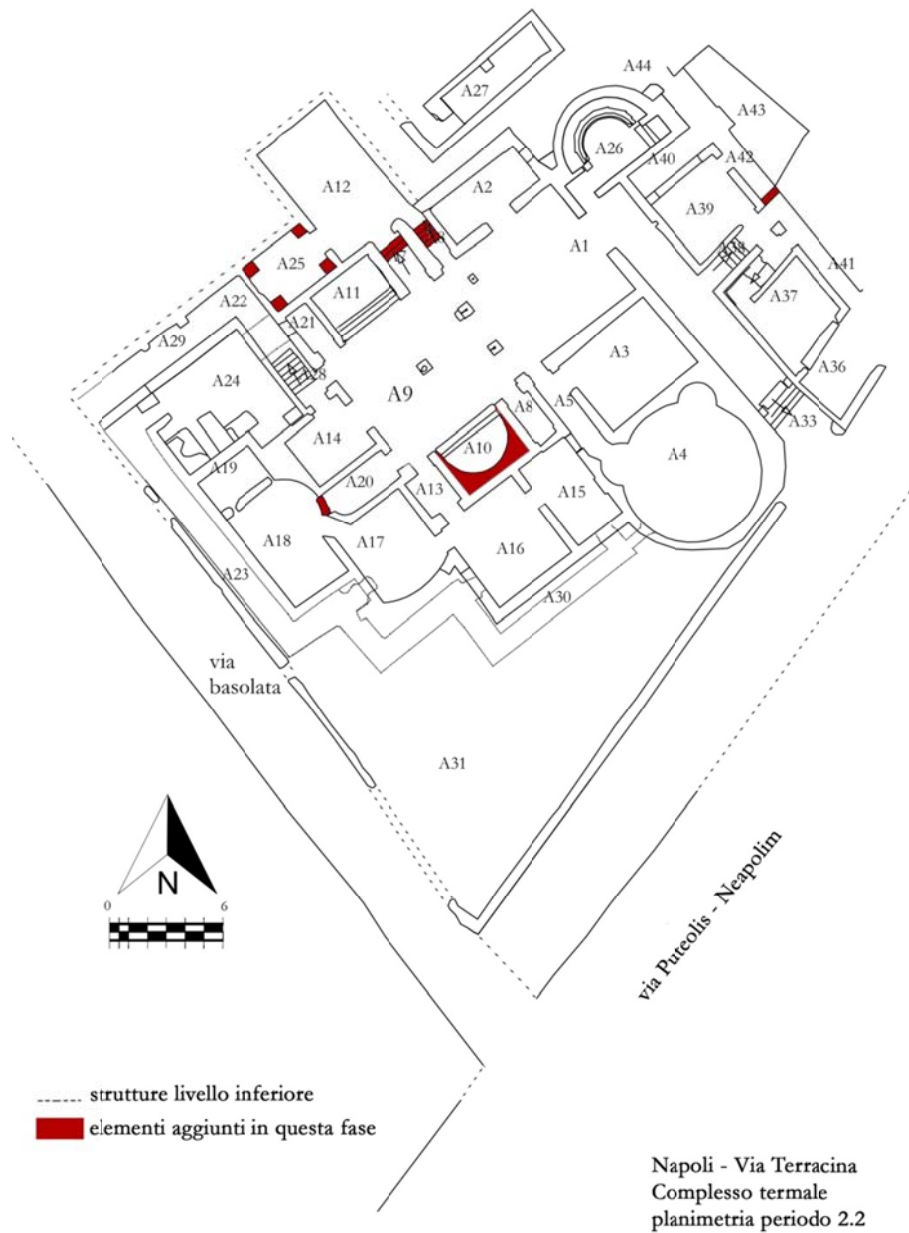 A44
A27
A43
A26
A40
A42
A12
A2
A39
A1
A25
A41
A11
A37
A22
A21
A29
A3
A36
A28
A24
A9
A33
A8
A5
A14
A10
A4
A19
A20
A13
A15
A18
A17
A16
A23
A30
via
basolata
A31
N
0
6
via Puteolis - Neapolim
strutture livello inferiore
elementi aggiunti in questa fase
Napoli - Via Terracina
Complesso termale
planimetria periodo 2.2